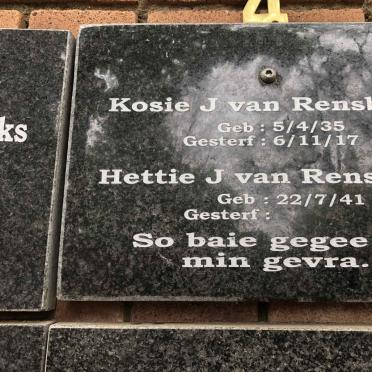 ks
Kosie J van Rensb
Geb : 5/4/35
Gesterf : 6/11/17
Hettie J van Rens
Geb : 22/7/41
Gesterf :
So baie gegee
min gevra.